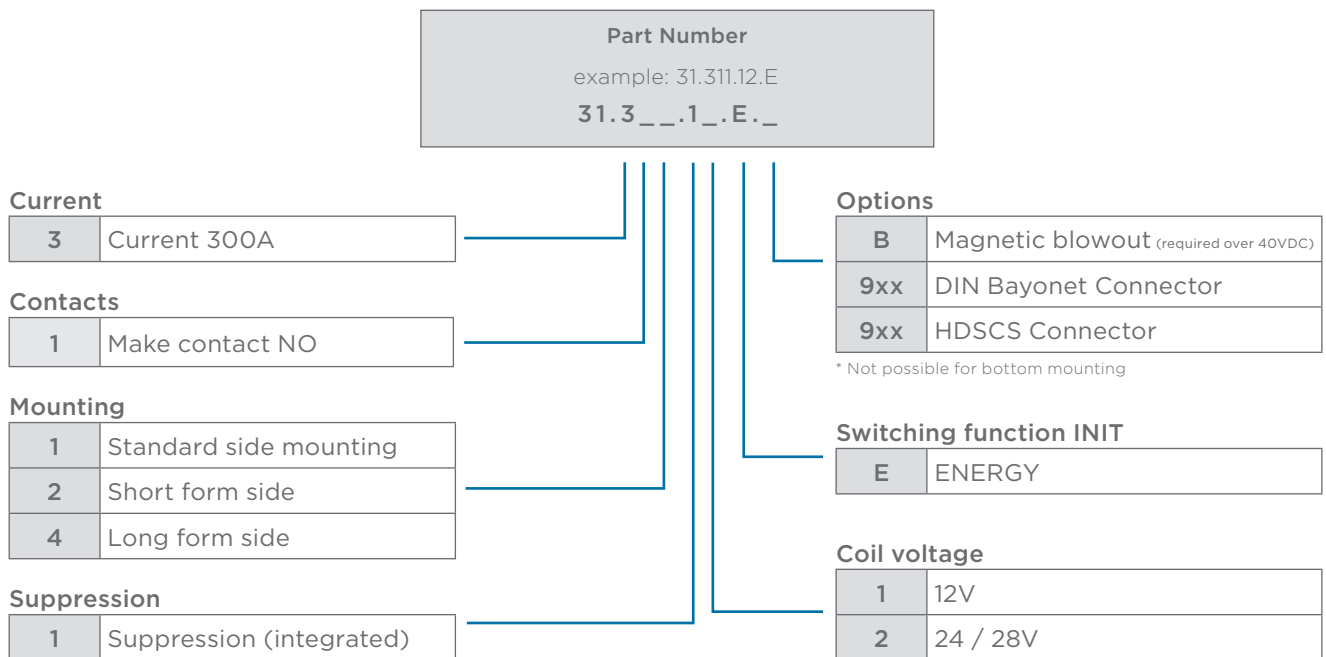 Part Number
example: 31.311.12.E
31.3__.1_.E._
Current
3 Current 300A
Contacts
1 Make contact NO
Mounting
1 Standard side mounting
2 Short form side
4 Long form side
Suppression
1 Suppression (integrated)
Options
B Magnetic blowout (required over 40VDC)
9xx DIN Bayonet Connector
9xx HDSCS Connector
* Not possible for bottom mounting
Switching function INIT
E ENERGY
Coil voltage
1 12V
2 24 / 28V